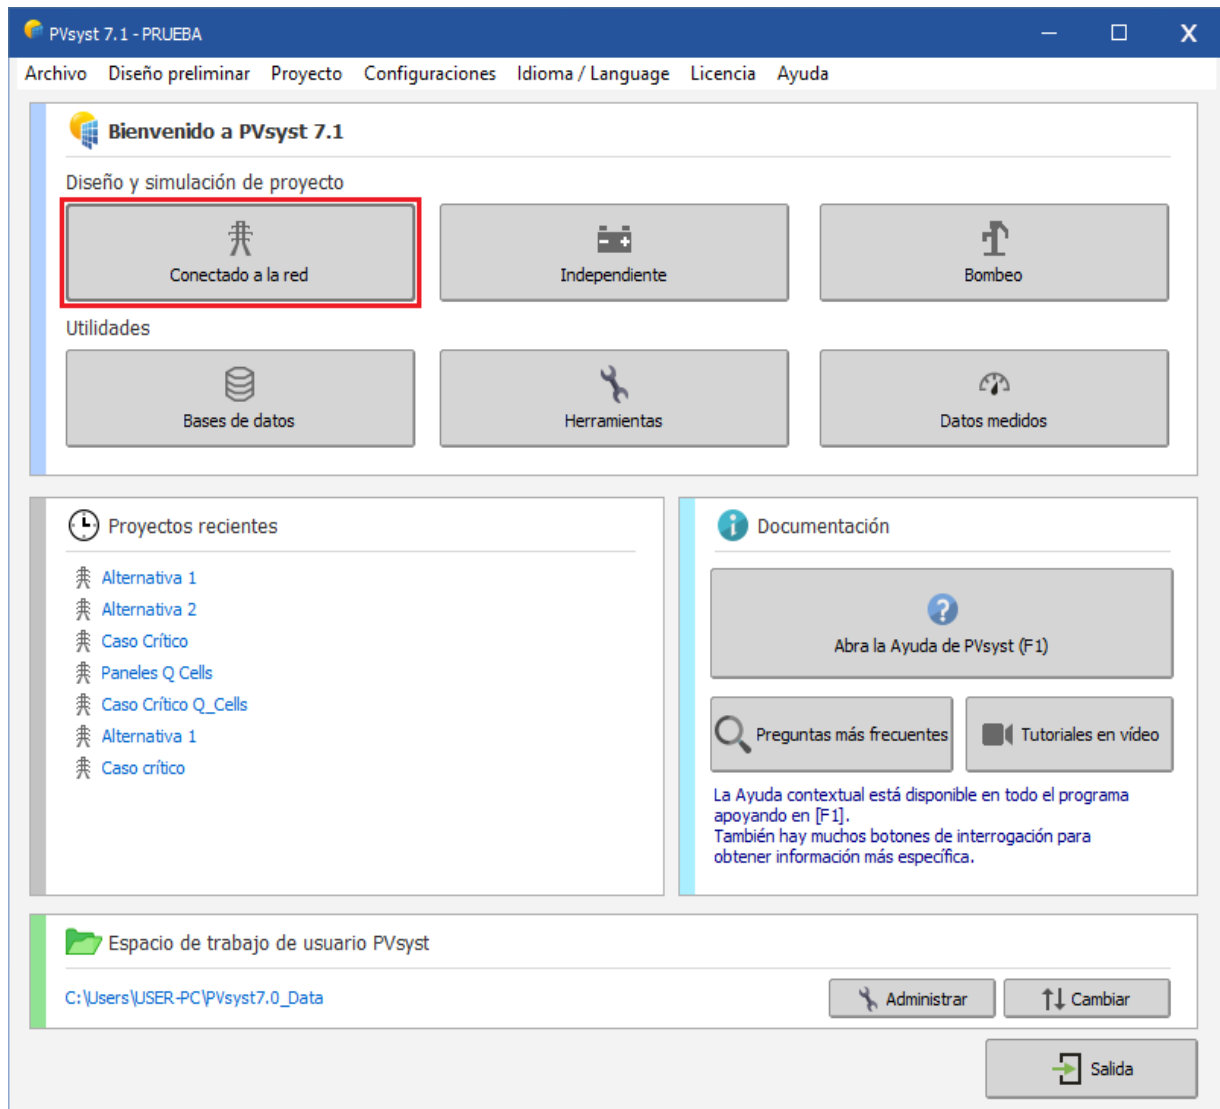 PVsyst 7.1 - PRUEBA
Archivo Diseño preliminar Proyecto Configuraciones Idioma / Language Licencia Ayuda
Bienvenido a PVsyst 7.1
Diseño y simulación de proyecto
Conectado a la red
Independiente
Bombeo
Utilidades
Bases de datos
Herramientas
Datos medidos
Proyectos recientes
Alternativa 1
Alternativa 2
Caso Crítico
Paneles Q Cells
Caso Crítico Q_Cells
Alternativa 1
Caso crítico
Documentación
Abra la Ayuda de PVsyst (F1)
Preguntas más frecuentes
Tutoriales en vídeo
La Ayuda contextual está disponible en todo el programa
apoyando en [F1].
También hay muchos botones de interrogación para
obtener información más específica.
Espacio de trabajo de usuario PVsyst
C:\Users\USER-PC\PVsyst7.0_Data
Administrar
Cambiar
Salida